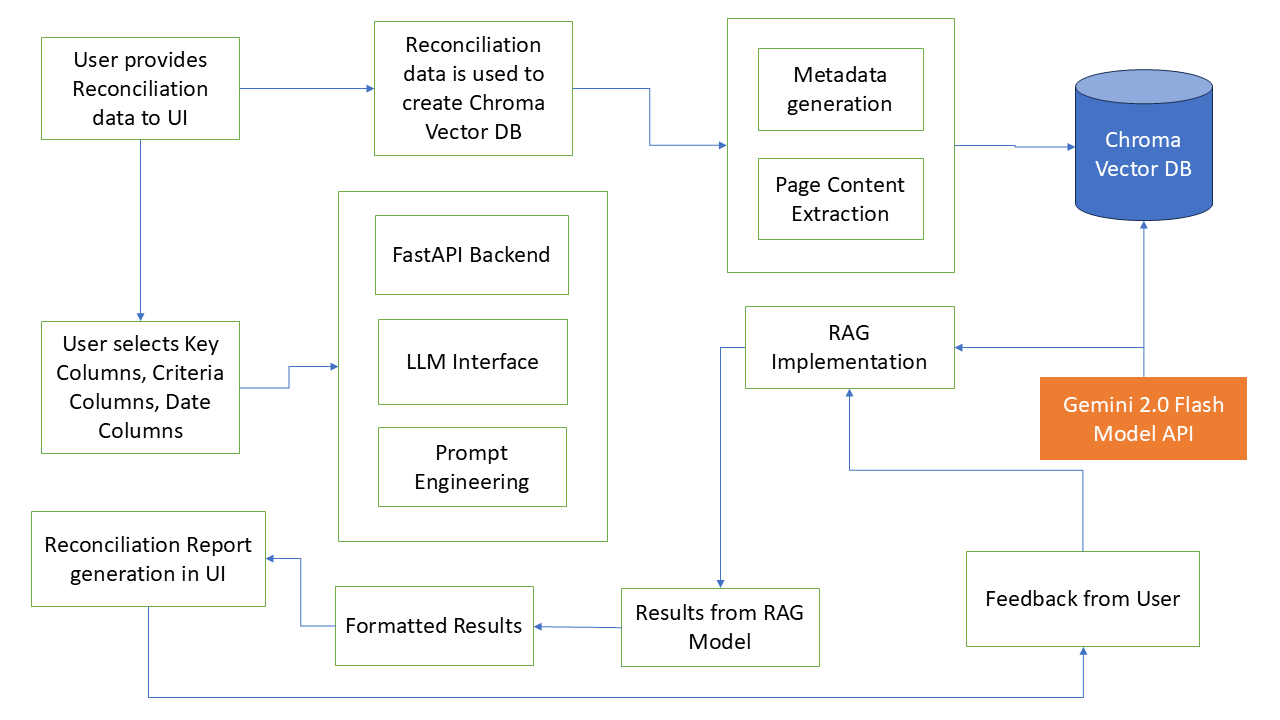 User provides
Reconciliation
data to UI
Reconciliation
data is used to
create Chroma
Vector DB
Metadada
generation
Page Content
Extraction
Chroma
Vector DB
User selects Key
Columns, Criteria
Columns, Date
Columns
FastAPI Backend
LLM Interface
Prompt
Engineering
RAG
Implementation
Gemini 2.0 Flash
Model API
Reconciliation Report
generation in UI
Formatted Results
Results from RAG
Model
Feedback from User